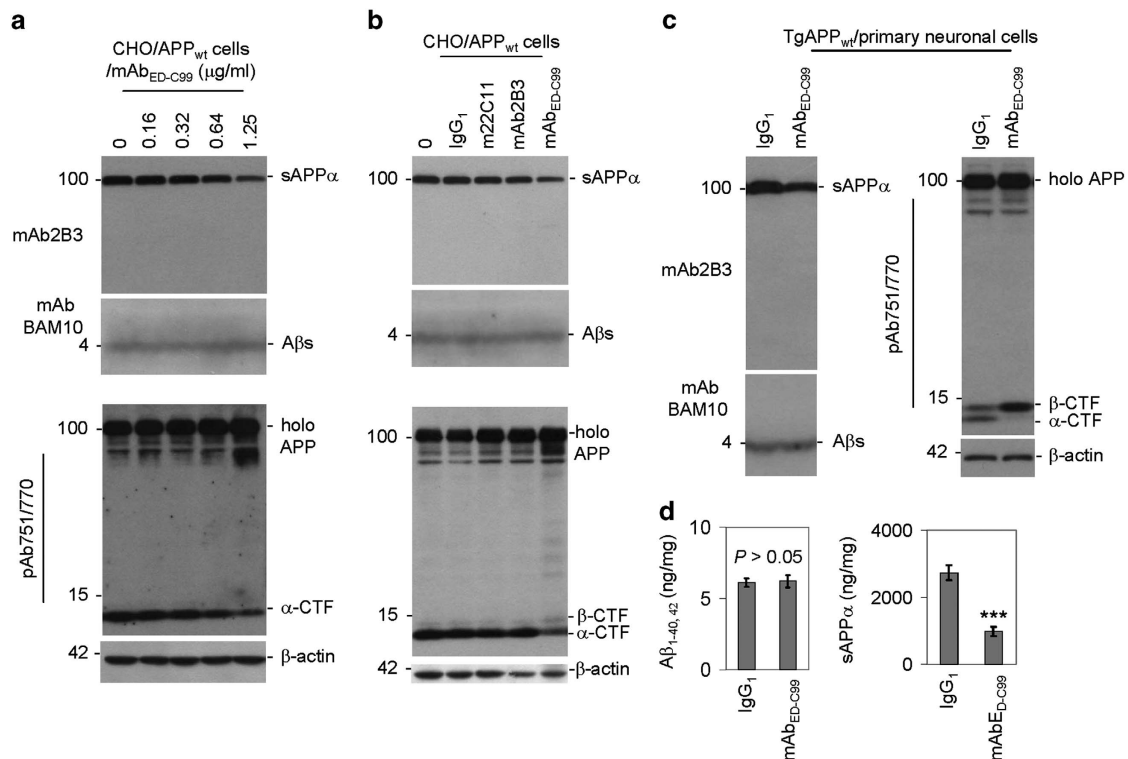 a
CHO/APPwt cells
/mAbED-C99 (μg/ml)
0 0.16 0.32 0.64 1.25
100 sAPPα
mAb2B3
mAb
BAM10
4 Aβs
100 holo
APP
pAb751/770
15
α-CTF
42
β-actin
b
CHO/APPwt cells
0 IgG1 m22C11 mAb2B3 mAbED-C99
100 sAPPα
4 Aβs
100 holo
APP
15 β-CTF
α-CTF
42 β-actin
c
TgAPPwt/primary neuronal cells
IgG1 mAbED-C99
100 sAPPα
mAb2B3
mAb
BAM10
4 Aβs
IgG1 mAbED-C99
100 holo APP
pAb751/770
15 β-CTF
α-CTF
42 β-actin
d
Aβ1-40, 42 (ng/mg)
10
5
0
P > 0.05
IgG1 mAbED-C99
sAPPα (ng/mg)
4000
2000
0
***
IgG1 mAbED-C99